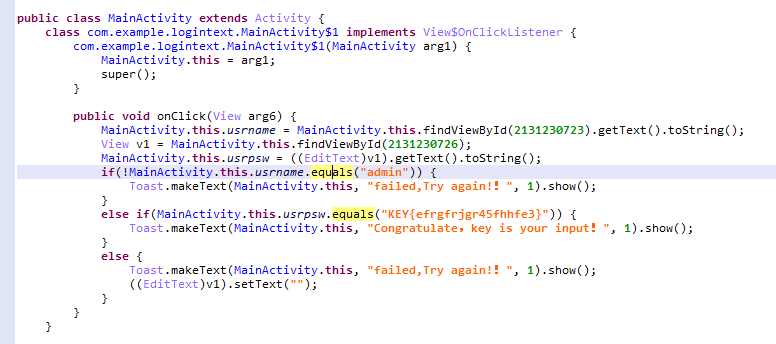 public class MainActivity extends Activity {
class com.example.logintext.MainActivity$1 implements View$OnClickListener {
com.example.logintext.MainActivity$1(MainActivity arg1) {
MainActivity.this = arg1;
super();
}
public void onClick(View arg6) {
MainActivity.this.usrname = MainActivity.this.findViewById(2131230723).getText().toString();
View v1 = MainActivity.this.findViewById(2131230726);
MainActivity.this.usrpsw = ((EditText)v1).getText().toString();
if(!MainActivity.this.usrname.equals("admin")) {
Toast.makeText(MainActivity.this, "failed,Try again!！", 1).show();
}
else if(MainActivity.this.usrpsw.equals("KEY{efrgfrjgr45fhhfe3}")) {
Toast.makeText(MainActivity.this, "Congratulate，key is your input！", 1).show();
}
else {
Toast.makeText(MainActivity.this, "failed,Try again!！", 1).show();
((EditText)v1).setText("");
}
}
}